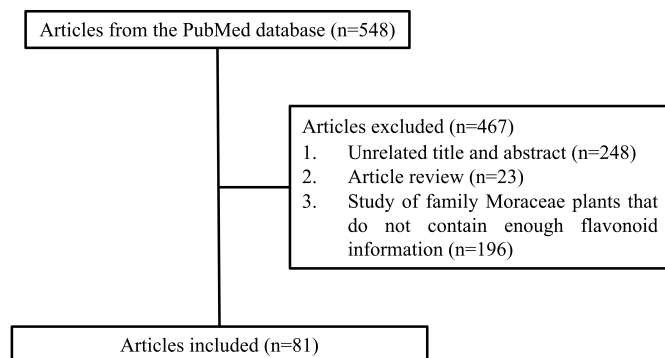 Articles from the PubMed database (n=548)
Articles excluded (n=467)
1. Unrelated title and abstract (n=248)
2. Article review (n=23)
3. Study of family Moraceae plants that
do not contain enough flavonoid
information (n=196)
Articles included (n=81)